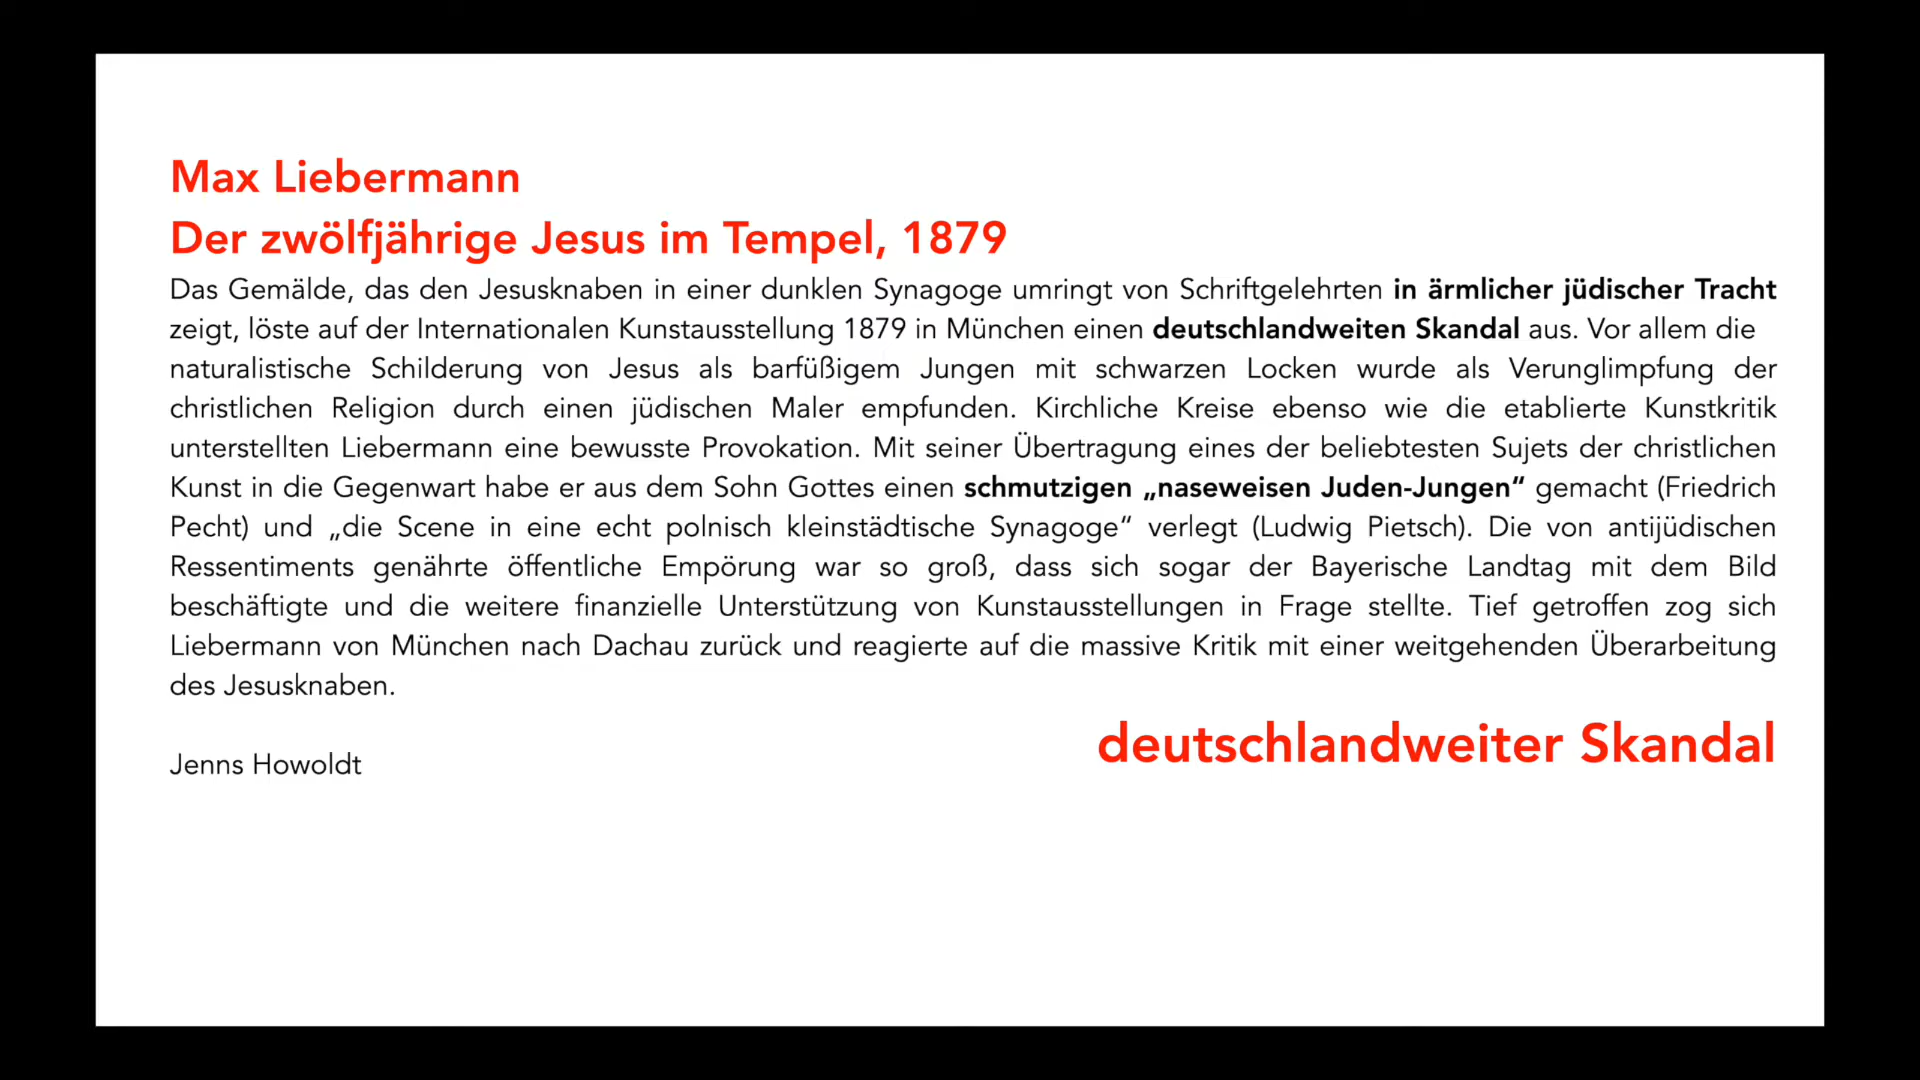 Max Liebermann
Der zwölfjährige Jesus im Tempel, 1879
Das Gemälde, das den Jesusknaben in einer dunklen Synagoge umringt von Schriftgelehrten in ärmlicher jüdischer Tracht
zeigt, löste auf der Internationalen Kunstausstellung 1879 in München einen deutschlandweiten Skandal aus. Vor allem die
naturalistische Schilderung von Jesus als barfüßigem Jungen mit schwarzen Locken wurde als Verunglimpfung der
christlichen Religion durch einen jüdischen Maler empfunden. Kirchliche Kreise ebenso wie die etablierte Kunstkritik
unterstellten Liebermann eine bewusste Provokation. Mit seiner Übertragung eines der beliebtesten Sujets der christlichen
Kunst in die Gegenwart habe er aus dem Sohn Gottes einen schmutzigen „naseweisen Juden-Jungen“ gemacht (Friedrich
Pecht) und „die Scene in eine echt polnisch kleinstädtische Synagoge“ verlegt (Ludwig Pietsch). Die von antijüdischen
Ressentiments genährte öffentliche Empörung war so groß, dass sich sogar der Bayerische Landtag mit dem Bild
beschäftigte und die weitere finanzielle Unterstützung von Kunstausstellungen in Frage stellte. Tief getroffen zog sich
Liebermann von München nach Dachau zurück und reagierte auf die massive Kritik mit einer weitgehenden Überarbeitung
des Jesusknaben.
deutschlandweiter Skandal
Jenns Howoldt